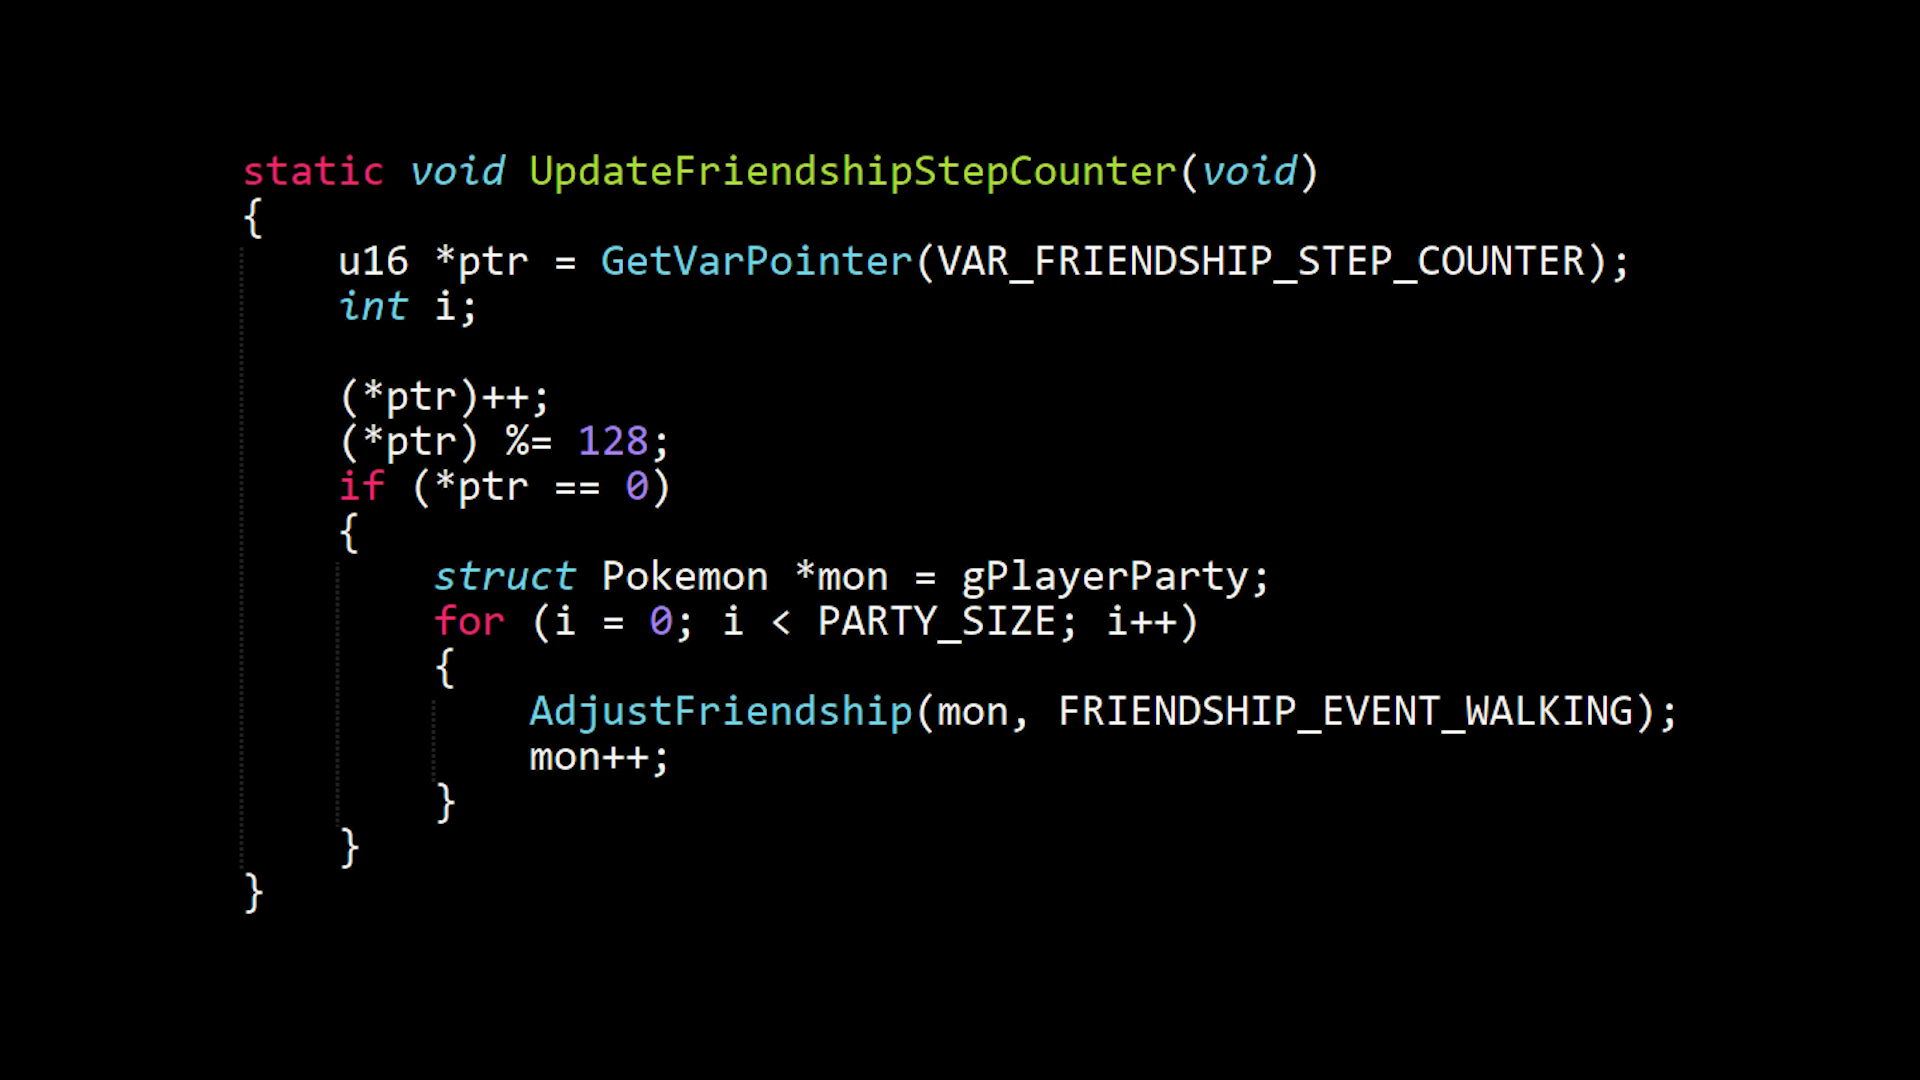 static void UpdateFriendshipStepCounter(void)
{
    u16 *ptr = GetVarPointer(VAR_FRIENDSHIP_STEP_COUNTER);
    int i;

    (*ptr)++;
    (*ptr) %= 128;
    if (*ptr == 0)
    {
        struct Pokemon *mon = gPlayerParty;
        for (i = 0; i < PARTY_SIZE; i++)
        {
            AdjustFriendship(mon, FRIENDSHIP_EVENT_WALKING);
            mon++;
        }
    }
}